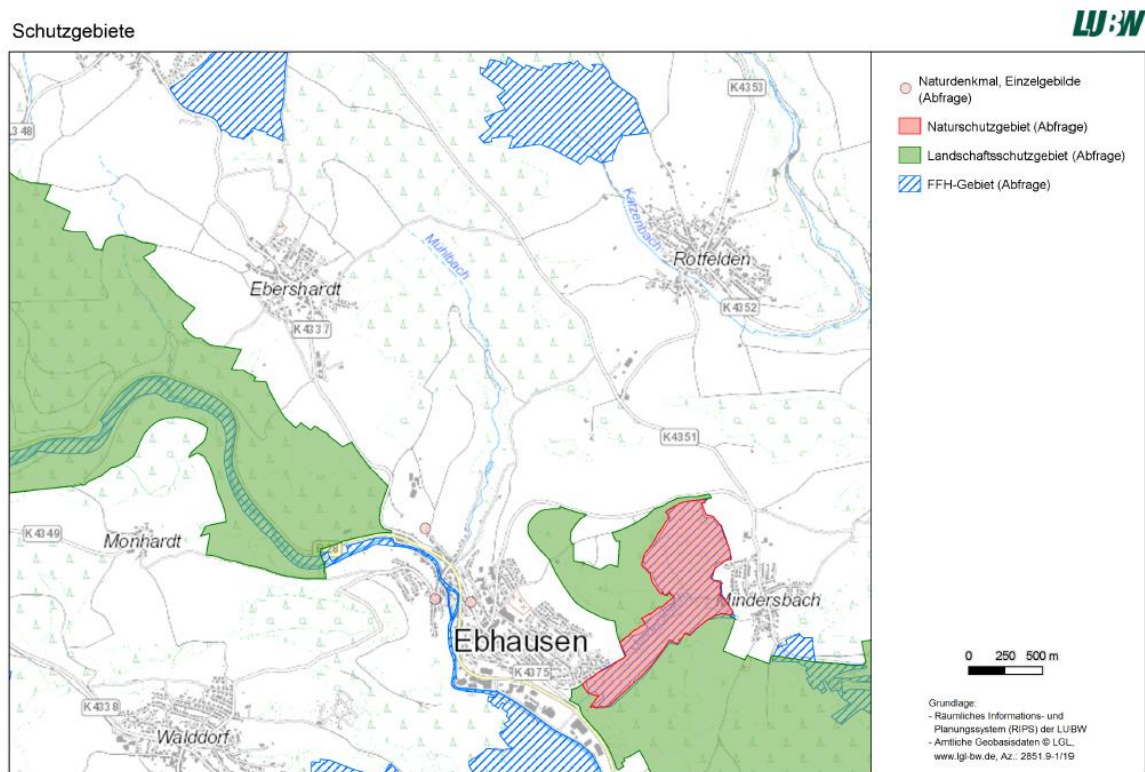 Schutzgebiete
LUBW
Naturdenkmal, Einzelgebilde
(Abfrage)
Naturschutzgebiet (Abfrage)
Landschaftsschutzgebiet (Abfrage)
FFH-Gebiet (Abfrage)
K4353
Katzenbach
Rotfelden
Mühlbach
Ebershardt
K4352
K4337
K4351
K4349
Monhardt
Mindersbach
Ebhausen
K4375
K4338
Walddorf
0 250 500 m
Grundlage:
- Räumliches Informations- und
Planungssystem (RIPS) der LUBW
- Amtliche Geobasisdaten © LGL,
www.lgl-bw.de, Az.: 2851.9-1/19